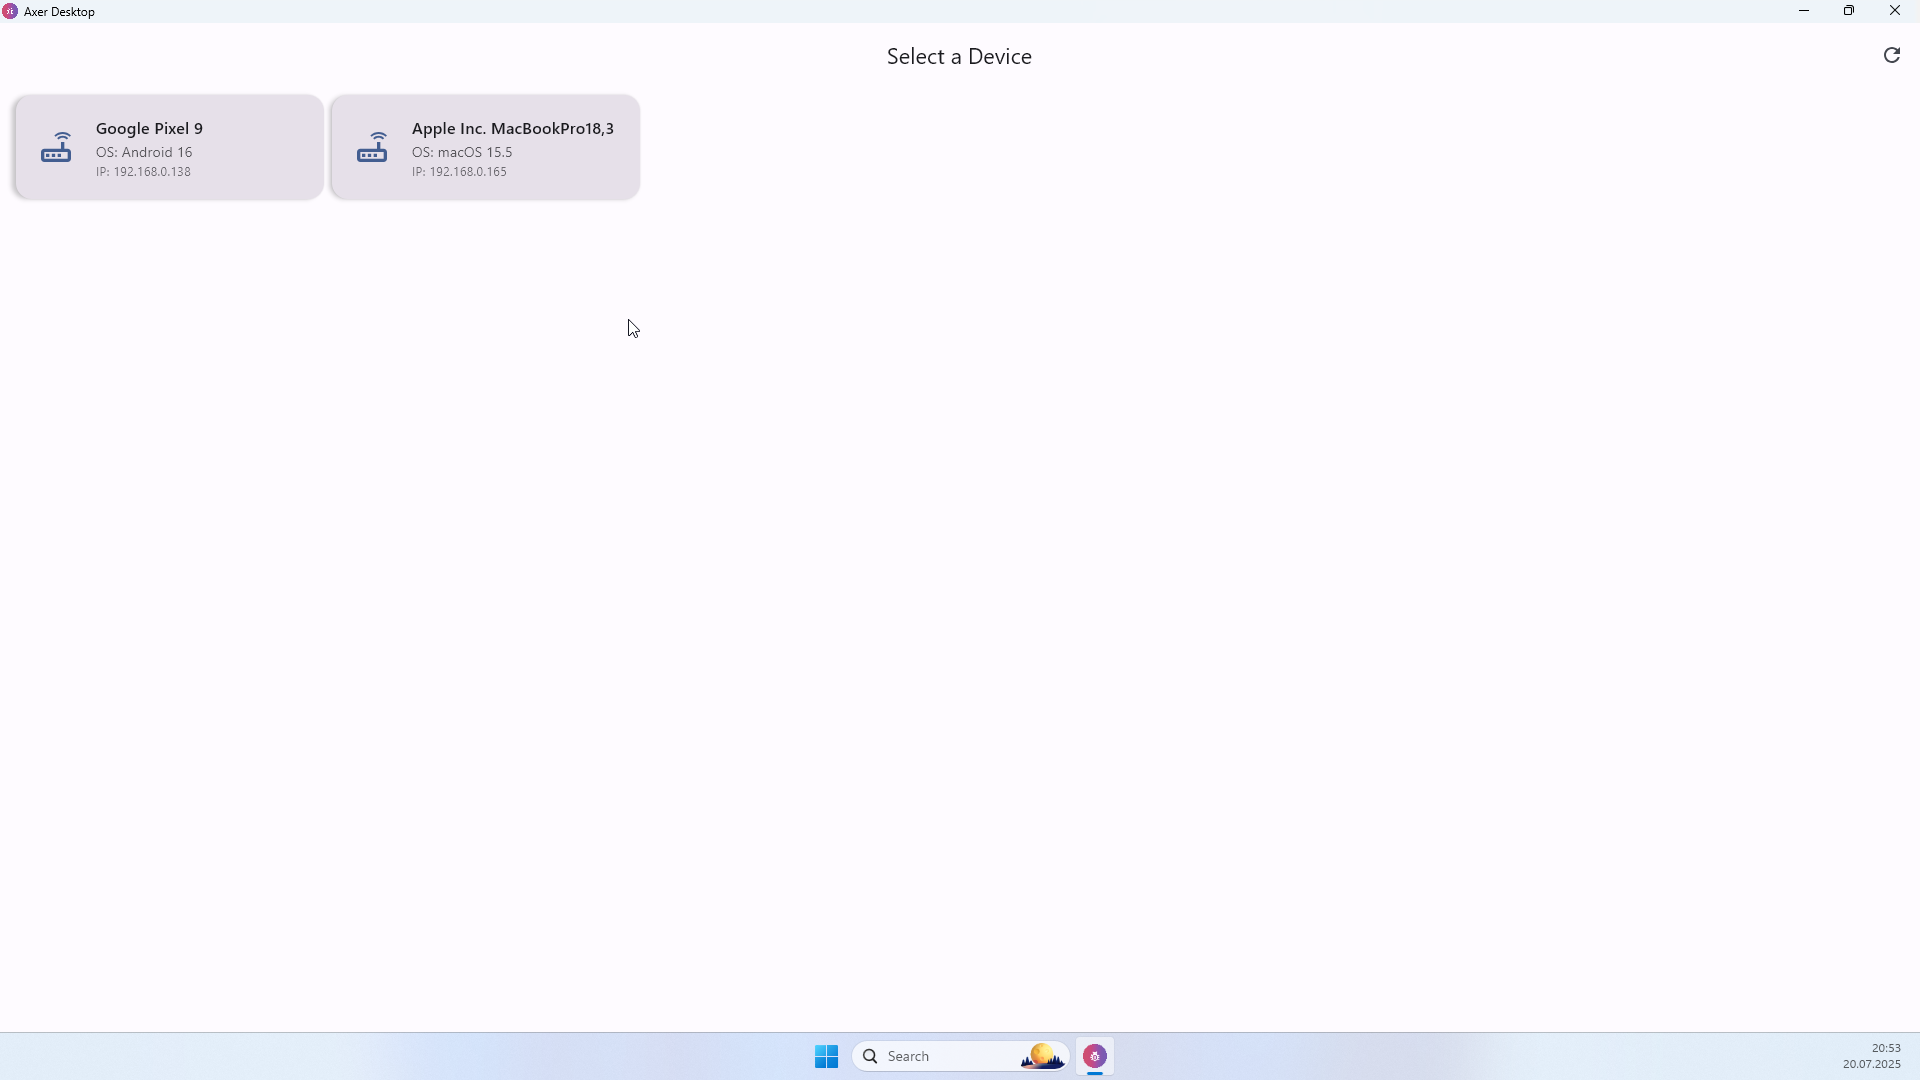 Axer Desktop
Select a Device
Google Pixel 9
OS: Android 16
IP: 192.168.0.138
Apple Inc. MacBookPro18,3
OS: macOS 15.5
IP: 192.168.0.165
Search
20:53
20.07.2025